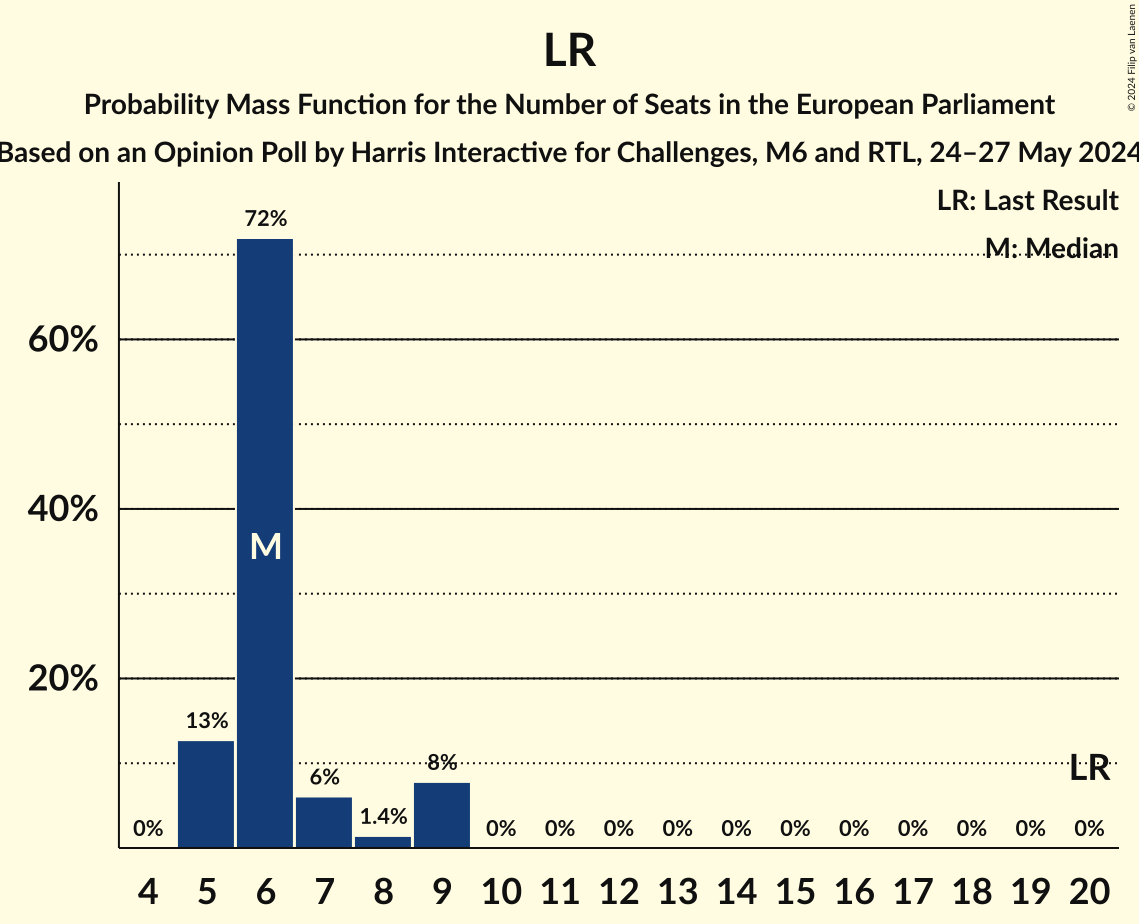 LR
Probability Mass Function for the Number of Seats in the European Parliament
Based on an Opinion Poll by Harris Interactive for Challenges, M6 and RTL, 24–27 May 2024
© 2024 Filip van Laenen
LR: Last Result
M: Median
72%
60%
40%
M
20%
13%
8%
LR
6%
1.4%
0% 0% 0% 0% 0% 0% 0% 0% 0% 0% 0% 0%
4 5 6 7 8 9 10 11 12 13 14 15 16 17 18 19 20